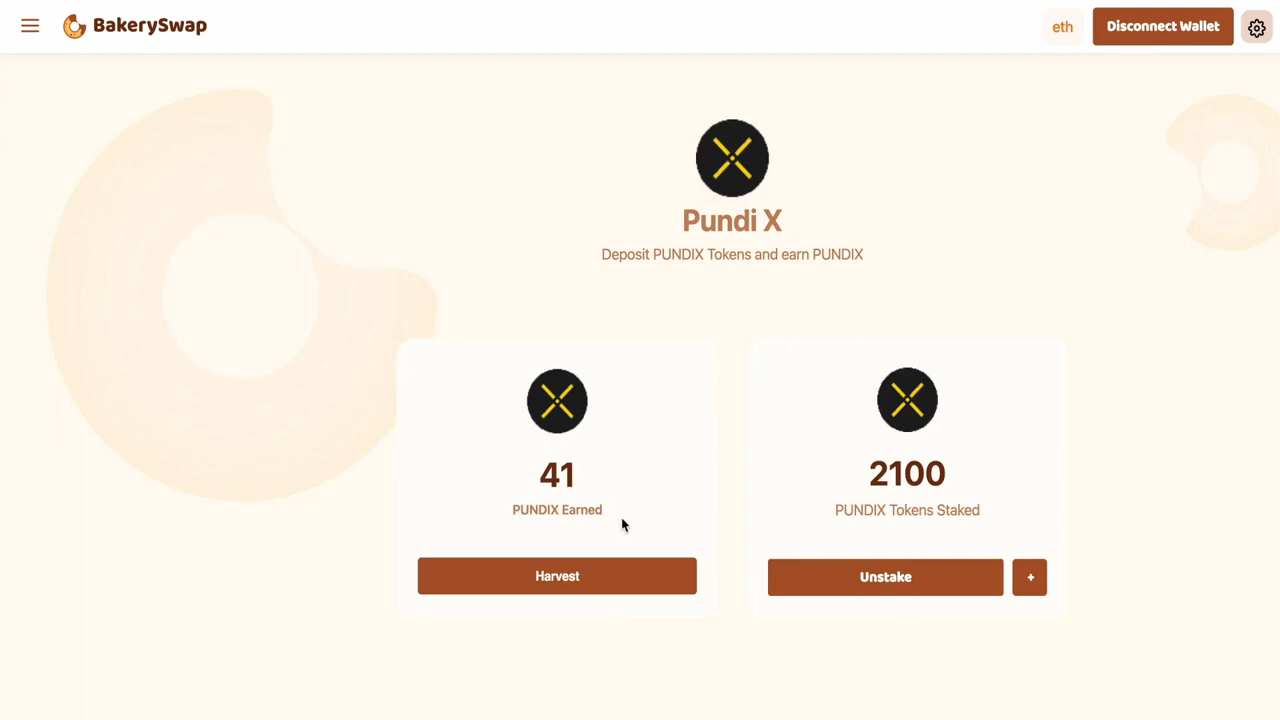 BakerySwap
eth
Disconnect Wallet
Pundi X
Deposit PUNDIX Tokens and earn PUNDIX
41
PUNDIX Earned
Harvest
2100
PUNDIX Tokens Staked
Unstake
+